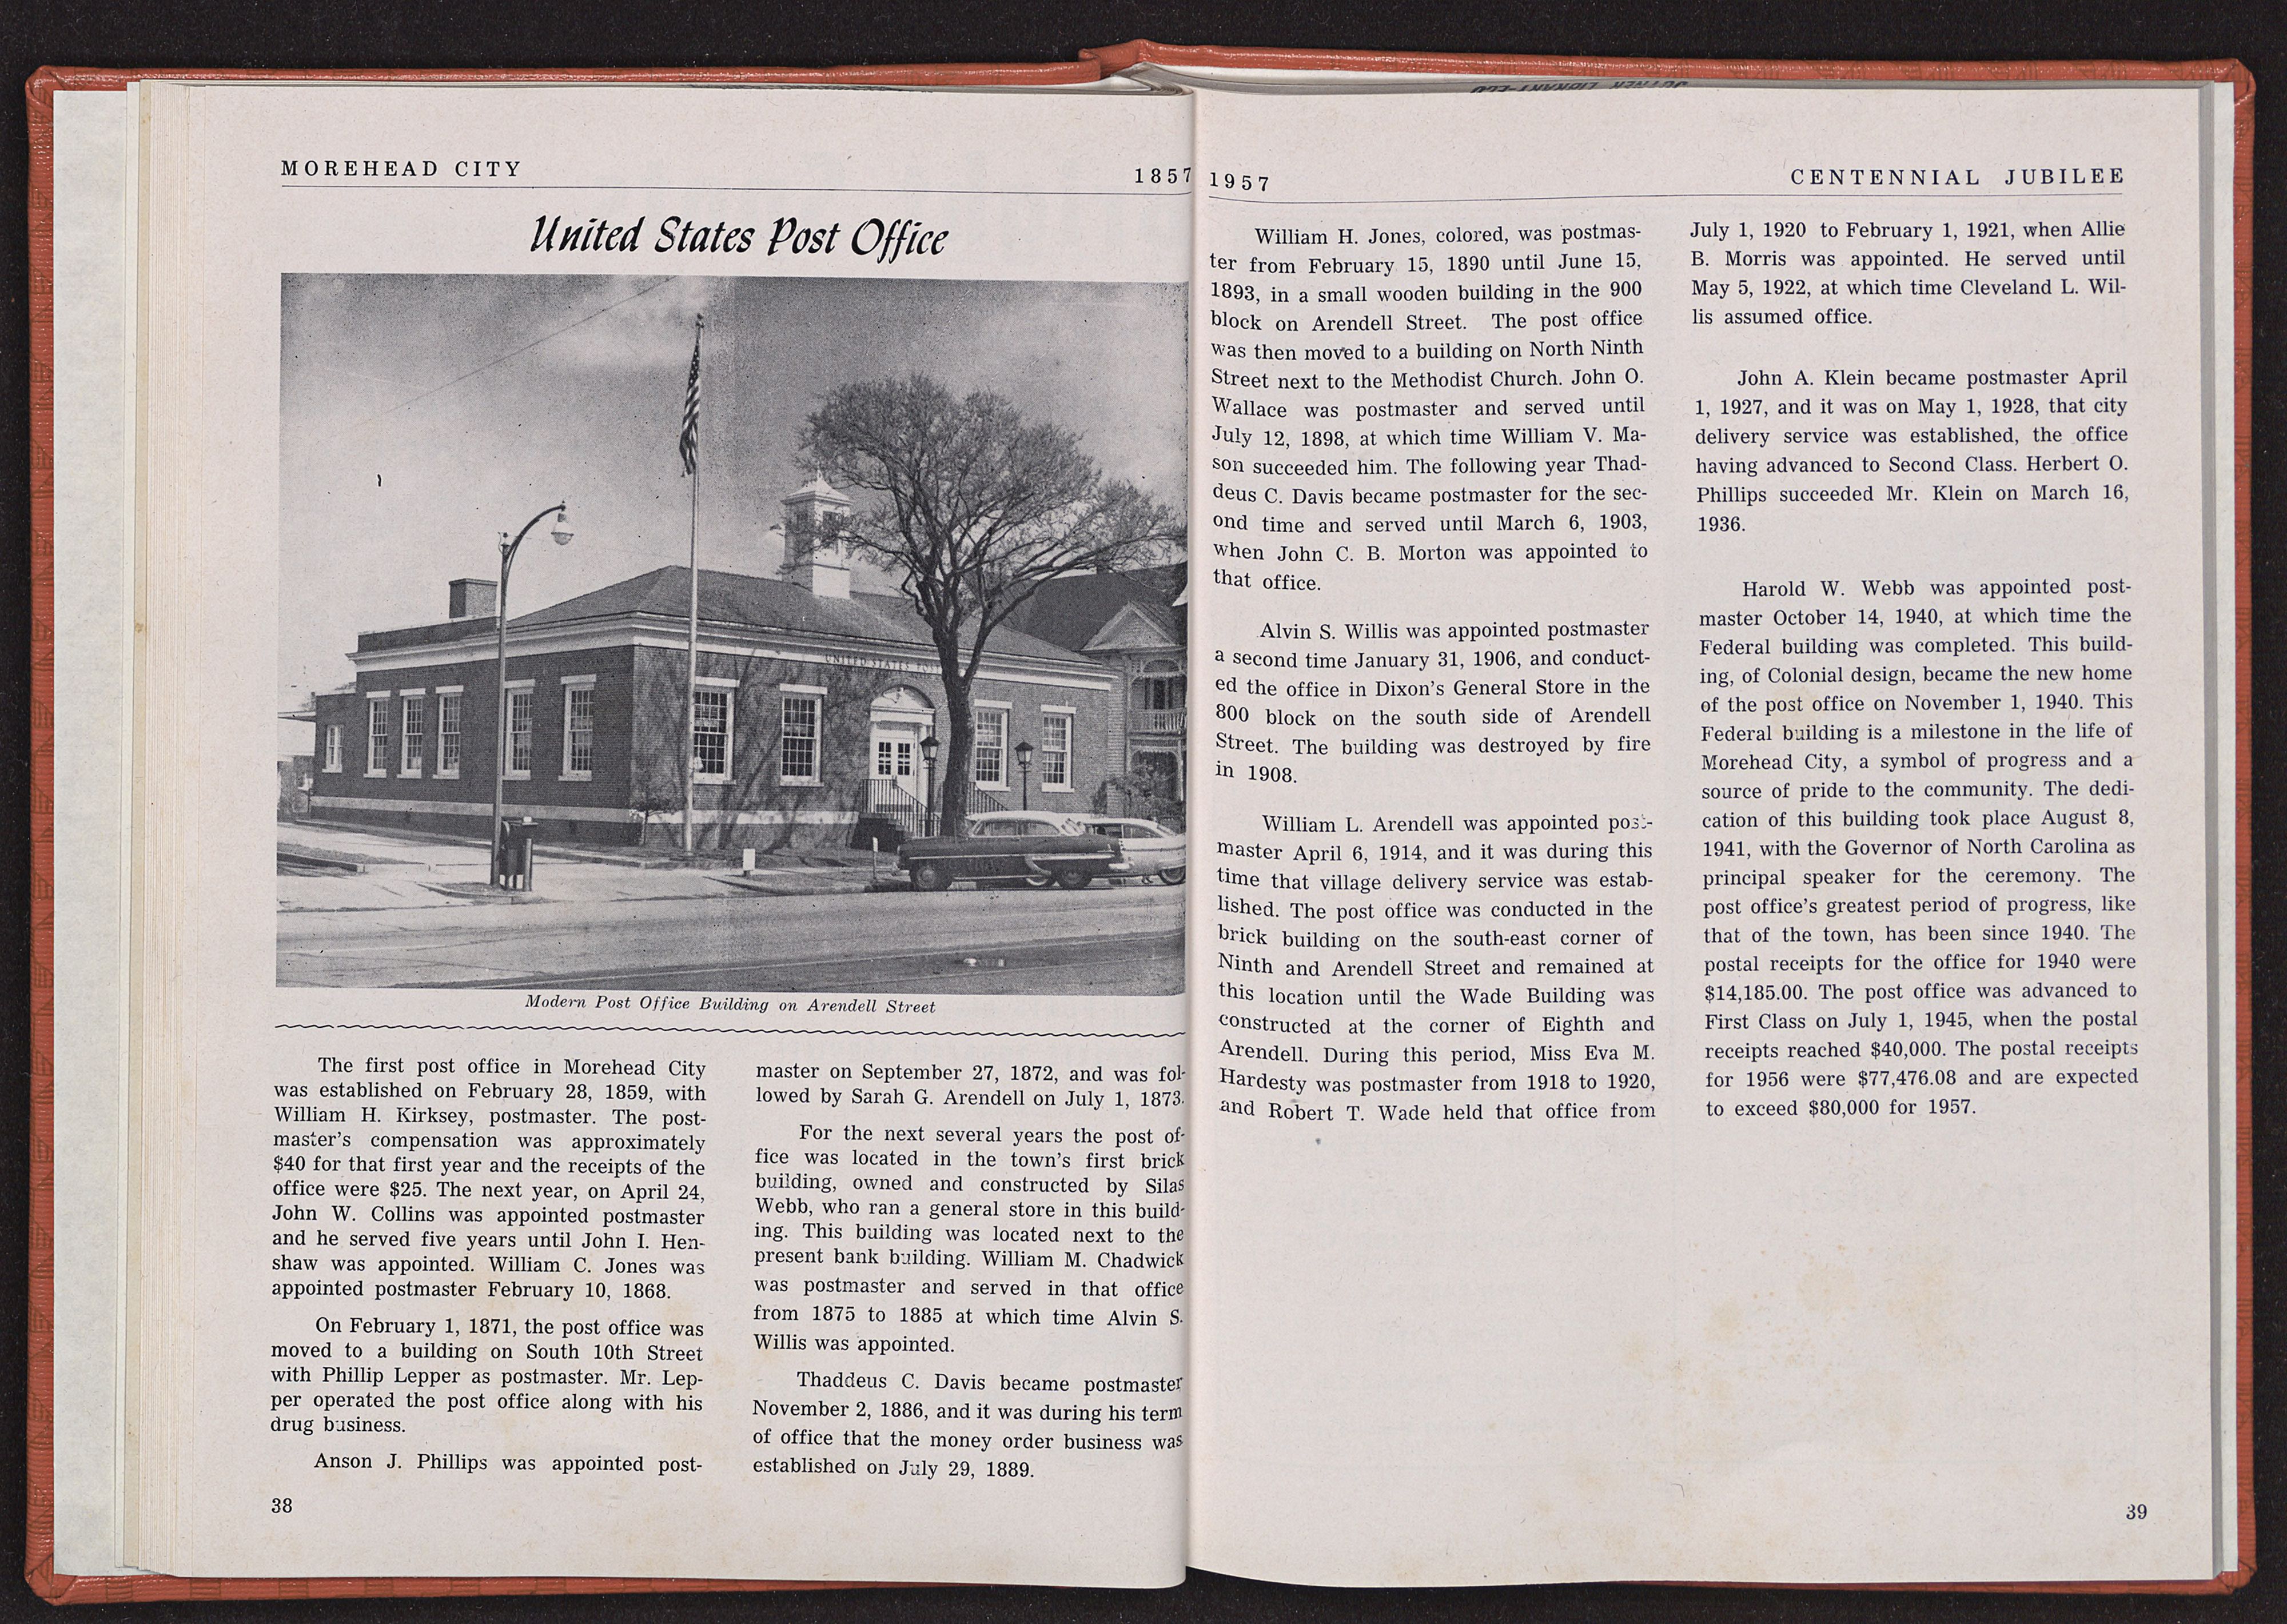 MOREHEAD CITY 1857
United States Post Office
UNITED STATES POST
Modern Post Office Building on Arendell Street
The first post office in Morehead City
was established on February 28, 1859, with
William H. Kirksey, postmaster. The post-
master's compensation was approximately
$40 for that first year and the receipts of the
office were $25. The next year, on April 24,
John W. Collins was appointed postmaster
and he served five years until John I. Hen-
shaw was appointed. William C. Jones was
appointed postmaster February 10, 1868.
On February 1, 1871, the post office was
moved to a building on South 10th Street
with Phillip Lepper as postmaster. Mr. Lep-
per operated the post office along with his
drug business.
Anson J. Phillips was appointed post-
master on September 27, 1872, and was fol-
lowed by Sarah G. Arendell on July 1, 1873.
For the next several years the post of-
fice was located in the town's first brick
building, owned and constructed by Silas
Webb, who ran a general store in this build-
ing. This building was located next to the
present bank building. William M. Chadwick
was postmaster and served in that office
from 1875 to 1885 at which time Alvin S.
Willis was appointed.
Thaddeus C. Davis became postmaster
November 2, 1886, and it was during his term
of office that the money order business was
established on July 29, 1889.
38
JOYNER LIBRARY-ECU
1957 CENTENNIAL JUBILEE
William H. Jones, colored, was postmas-
ter from February 15, 1890 until June 15,
1893, in a small wooden building in the 900
block on Arendell Street. The post office
was then moved to a building on North Ninth
Street next to the Methodist Church. John O.
Wallace was postmaster and served until
July 12, 1898, at which time William V. Ma-
son succeeded him. The following year Thad-
deus C. Davis became postmaster for the sec-
ond time and served until March 6, 1903,
when John C. B. Morton was appointed to
that office.
Alvin S. Willis was appointed postmaster
a second time January 31, 1906, and conduct-
ed the office in Dixon's General Store in the
800 block on the south side of Arendell
Street. The building was destroyed by fire
in 1908.
William L. Arendell was appointed post-
master April 6, 1914, and it was during this
time that village delivery service was estab-
lished. The post office was conducted in the
brick building on the south-east corner of
Ninth and Arendell Street and remained at
this location until the Wade Building was
constructed at the corner of Eighth and
Arendell. During this period, Miss Eva M.
Hardesty was postmaster from 1918 to 1920,
and Robert T. Wade held that office from
July 1, 1920 to February 1, 1921, when Allie
B. Morris was appointed. He served until
May 5, 1922, at which time Cleveland L. Wil-
lis assumed office.
John A. Klein became postmaster April
1, 1927, and it was on May 1, 1928, that city
delivery service was established, the office
having advanced to Second Class. Herbert O.
Phillips succeeded Mr. Klein on March 16,
1936.
Harold W. Webb was appointed post-
master October 14, 1940, at which time the
Federal building was completed. This build-
ing, of Colonial design, became the new home
of the post office on November 1, 1940. This
Federal building is a milestone in the life of
Morehead City, a symbol of progress and a
source of pride to the community. The dedi-
cation of this building took place August 8,
1941, with the Governor of North Carolina as
principal speaker for the ceremony. The
post office's greatest period of progress, like
that of the town, has been since 1940. The
postal receipts for the office for 1940 were
$14,185.00. The post office was advanced to
First Class on July 1, 1945, when the postal
receipts reached $40,000. The postal receipts
for 1956 were $77,476.08 and are expected
to exceed $80,000 for 1957.
39